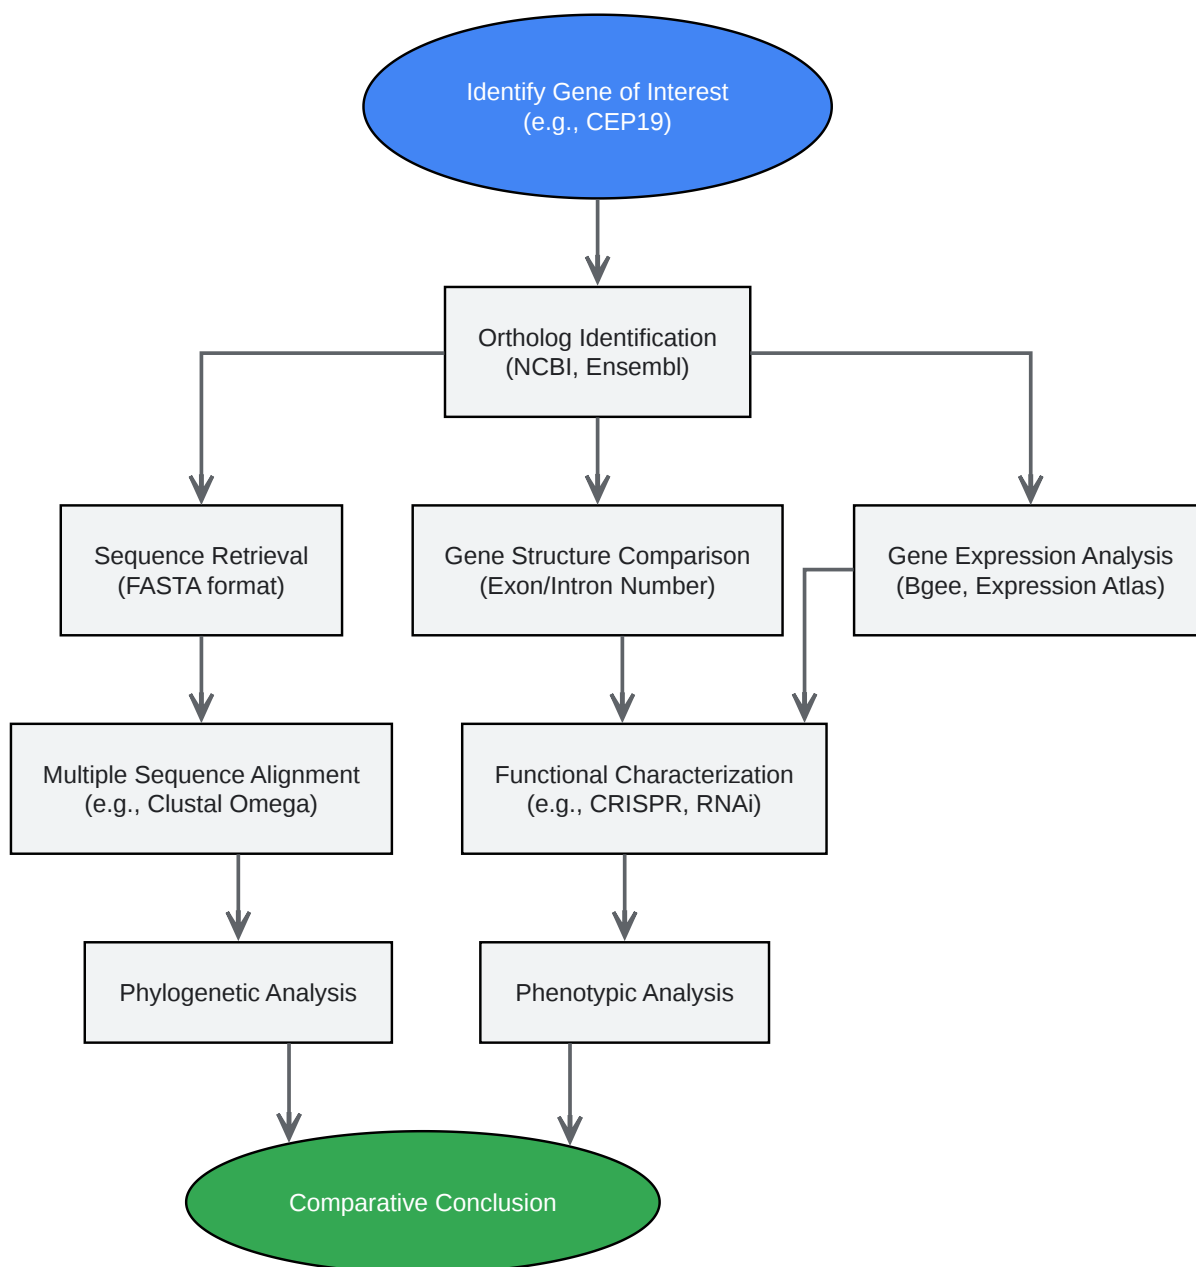 Identify Gene of Interest
(e.g., CEP19)
Ortholog Identification
(NCBI, Ensembl)
Sequence Retrieval
(FASTA format)
Gene Structure Comparison
(Exon/Intron Number)
Gene Expression Analysis
(Bgee, Expression Atlas)
Multiple Sequence Alignment
(e.g., Clustal Omega)
Functional Characterization
(e.g., CRISPR, RNAi)
Phylogenetic Analysis
Phenotypic Analysis
Comparative Conclusion